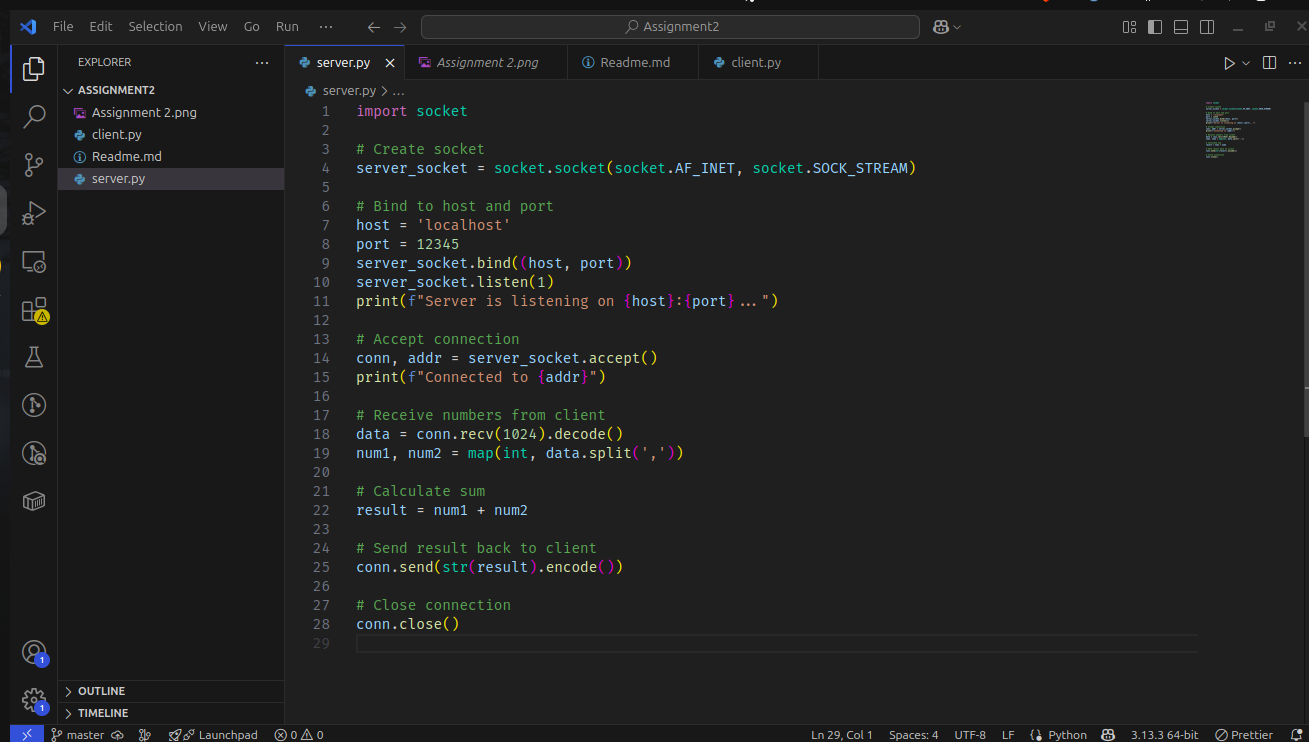 File Edit Selection View Run ··· Assignment2
EXPLORER ···
ASSIGNMENT2
Assignment 2.png
client.py
Readme.md
server.py
OUTLINE
TIMELINE
server.py Assignment 2.png Readme.md client.py ···
server.py > ...
1 import socket
2
3 # Create socket
4 server_socket = socket.socket(socket.AF_INET, socket.SOCK_STREAM)
5
6 # Bind to host and port
7 host = 'localhost'
8 port = 12345
9 server_socket.bind((host, port))
10 server_socket.listen(1)
11 print(f"Server is listening on {host}:{port}...")
12
13 # Accept connection
14 conn, addr = server_socket.accept()
15 print(f"Connected to {addr}")
16
17 # Receive numbers from client
18 data = conn.recv(1024).decode()
19 num1, num2 = map(int, data.split(','))
20
21 # Calculate sum
22 result = num1 + num2
23
24 # Send result back to client
25 conn.send(str(result).encode())
26
27 # Close connection
28 conn.close()
29
1
1
master Launchpad 0 0 Ln 29, Col 1 Spaces: 4 UTF-8 LF Python 3.13.3 64-bit Prettier